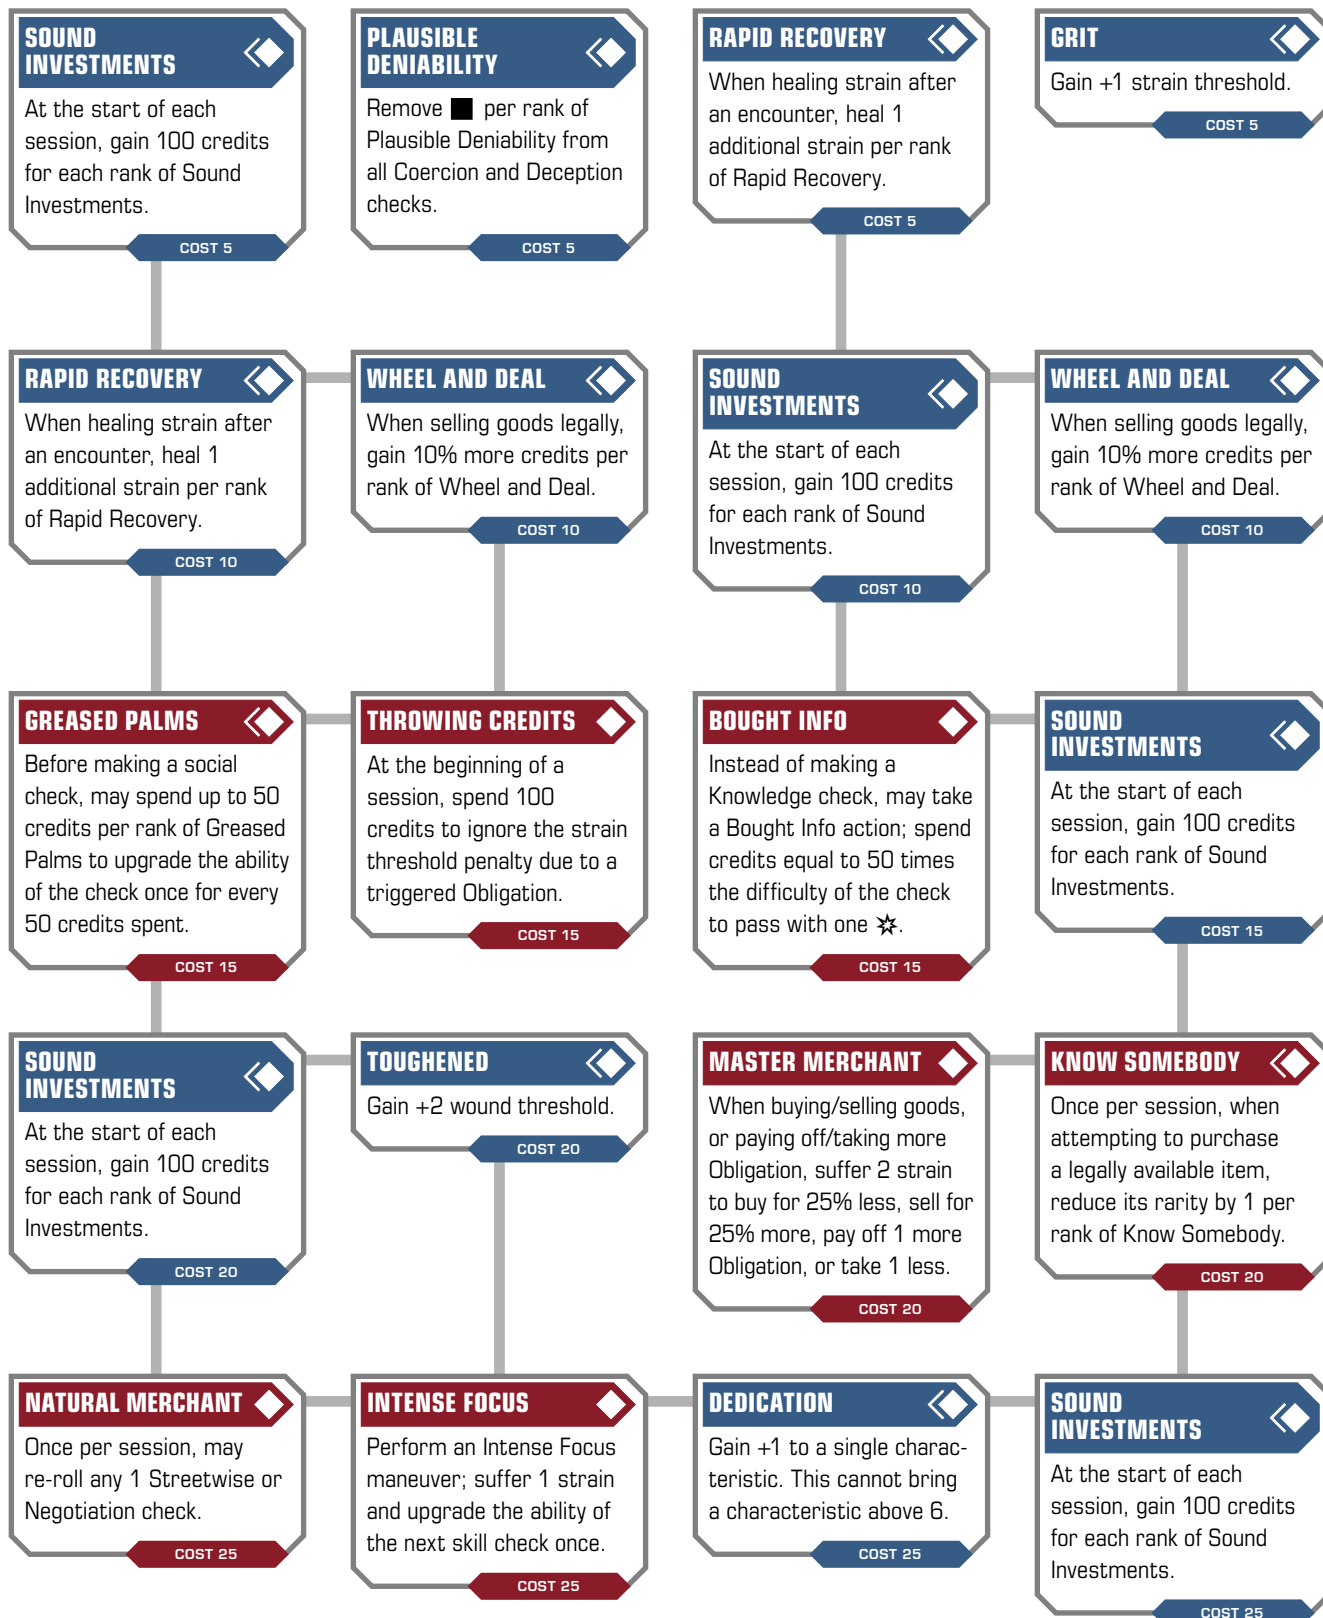 SOUND
INVESTMENTS
At the start of each
session, gain 100 credits
for each rank of Sound
Investments.
COST 5
PLAUSIBLE
DENIABILITY
Remove ■ per rank of
Plausible Deniability from
all Coercion and Deception
checks.
COST 5
RAPID RECOVERY
When healing strain after
an encounter, heal 1
additional strain per rank
of Rapid Recovery.
COST 5
GRIT
Gain +1 strain threshold.
COST 5
RAPID RECOVERY
When healing strain after
an encounter, heal 1
additional strain per rank
of Rapid Recovery.
COST 10
WHEEL AND DEAL
When selling goods legally,
gain 10% more credits per
rank of Wheel and Deal.
COST 10
SOUND
INVESTMENTS
At the start of each
session, gain 100 credits
for each rank of Sound
Investments.
COST 10
WHEEL AND DEAL
When selling goods legally,
gain 10% more credits per
rank of Wheel and Deal.
COST 10
GREASED PALMS
Before making a social
check, may spend up to 50
credits per rank of Greased
Palms to upgrade the ability
of the check once for every
50 credits spent.
COST 15
THROWING CREDITS
At the beginning of a
session, spend 100
credits to ignore the strain
threshold penalty due to a
triggered Obligation.
COST 15
BOUGHT INFO
Instead of making a
Knowledge check, may take
a Bought Info action; spend
credits equal to 50 times
the difficulty of the check
to pass with one .
COST 15
SOUND
INVESTMENTS
At the start of each
session, gain 100 credits
for each rank of Sound
Investments.
COST 15
SOUND
INVESTMENTS
At the start of each
session, gain 100 credits
for each rank of Sound
Investments.
COST 20
TOUGHENED
Gain +2 wound threshold.
COST 20
MASTER MERCHANT
When buying/selling goods,
or paying off/taking more
Obligation, suffer 2 strain
to buy for 25% less, sell for
25% more, pay off 1 more
Obligation, or take 1 less.
COST 20
KNOW SOMEBODY
Once per session, when
attempting to purchase
a legally available item,
reduce its rarity by 1 per
rank of Know Somebody.
COST 20
NATURAL MERCHANT
Once per session, may
re-roll any 1 Streetwise or
Negotiation check.
COST 25
INTENSE FOCUS
Perform an Intense Focus
maneuver; suffer 1 strain
and upgrade the ability of
the next skill check once.
COST 25
DEDICATION
Gain +1 to a single charac-
teristic. This cannot bring
a characteristic above 6.
COST 25
SOUND
INVESTMENTS
At the start of each
session, gain 100 credits
for each rank of Sound
Investments.
COST 25